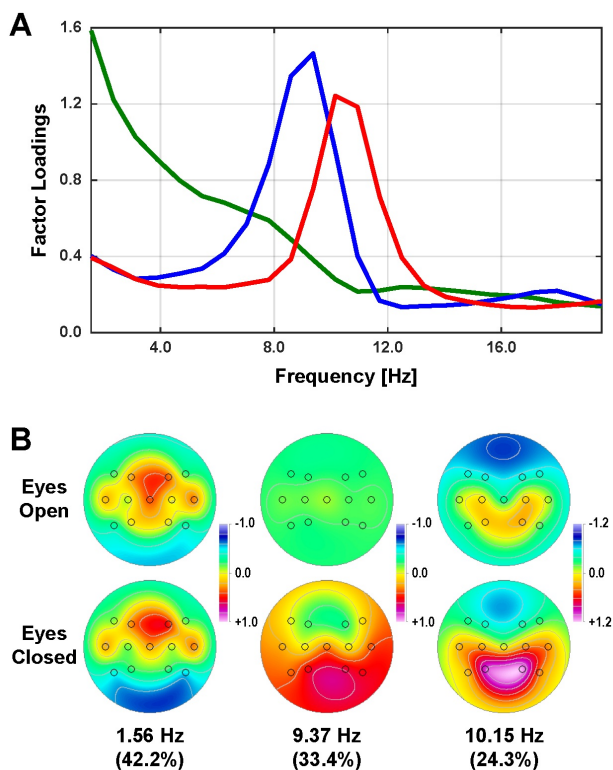 A
1.6
1.2
0.8
0.4
0.0
Factor Loadings
4.0 8.0 12.0 16.0
Frequency [Hz]
B
Eyes
Open
-1.0 -1.0 -1.2
0.0 0.0 0.0
+1.0 +1.0 +1.2
Eyes
Closed
1.56 Hz 9.37 Hz 10.15 Hz
(42.2%) (33.4%) (24.3%)